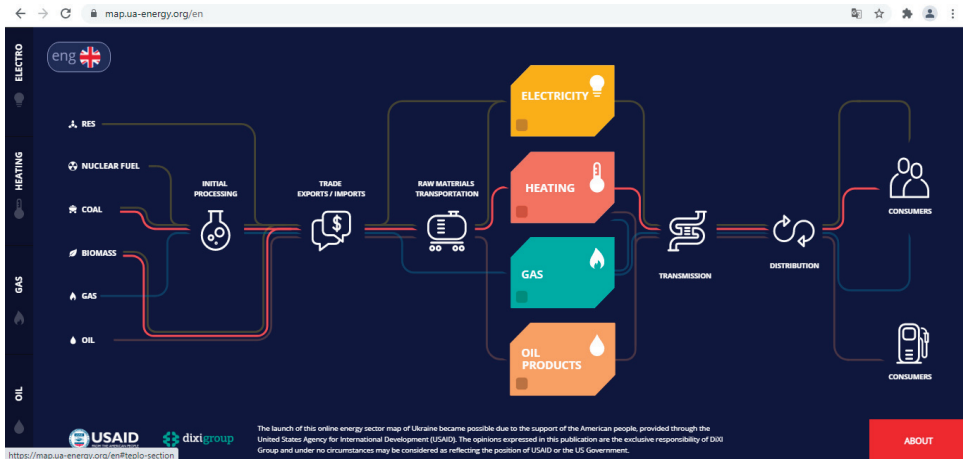 map.ua-energy.org/en
ELECTRO
HEATING
GAS
OIL
eng
RES
NUCLEAR FUEL
COAL
BIOMASS
GAS
OIL
INITIAL
PROCESSING
TRADE
EXPORTS / IMPORTS
RAW MATERIALS
TRANSPORTATION
ELECTRICITY
HEATING
GAS
OIL
PRODUCTS
TRANSMISSION
DISTRIBUTION
CONSUMERS
CONSUMERS
USAID
FROM THE AMERICAN PEOPLE
dixigroup
The launch of this online energy sector map of Ukraine became possible due to the support of the American people, provided through the
United States Agency for International Development (USAID). The opinions expressed in this publication are the exclusive responsibility of DiXi
Group and under no circumstances may be considered as reflecting the position of USAID or the US Government.
ABOUT
https://map.ua-energy.org/en#teplo-section